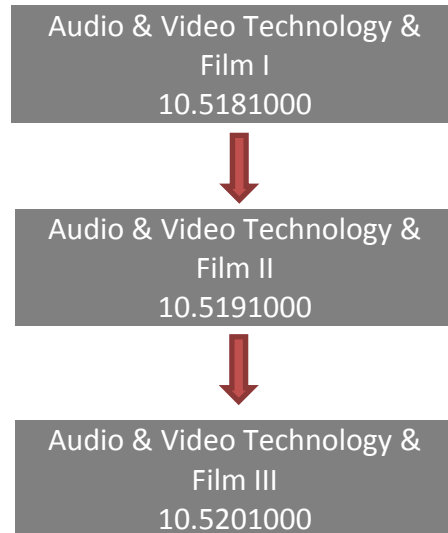 Audio & Video Technology &
Film I
10.5181000
Audio & Video Technology &
Film II
10.5191000
Audio & Video Technology &
Film III
10.5201000